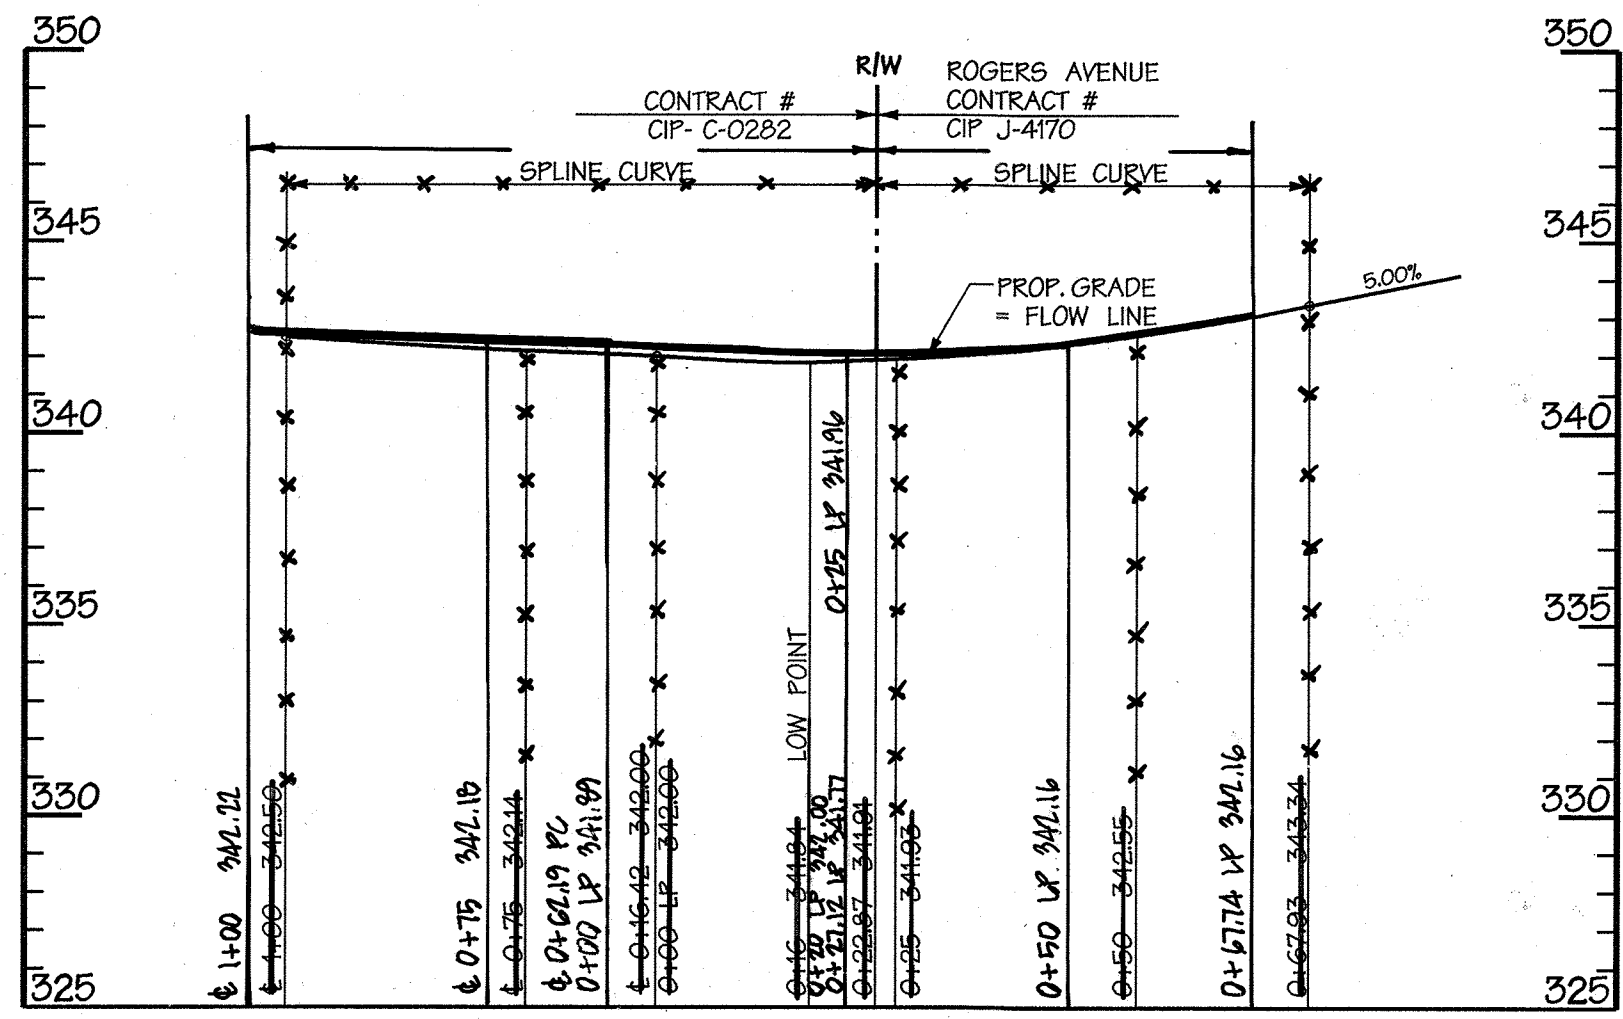 350
350
R/W
ROGERS AVENUE
CONTRACT #
CIP- C-0282
CONTRACT #
CIP J-4170
SPLINE CURVE
SPLINE CURVE
345
345
5.00%
PROP. GRADE
= FLOW LINE
340
340
335
335
330
330
325
325
℄ 1+00 342.22
℄ 1+00 342.50
℄ 0+75 342.18
℄ 0+75 342.14
℄ 0+62.19 PC
0+00 LP 341.89
℄ 0+16.42 342.00
0+00 LP 342.00
LOW POINT
0+16 341.84
0+20 LP 342.00
0+27.12 LP 341.77
0+25 LP 341.96
0+22.87 341.91
0+25 341.93
0+50 LP 342.16
0+50 342.55
0+67.74 LP 342.16
0+67.93 343.34